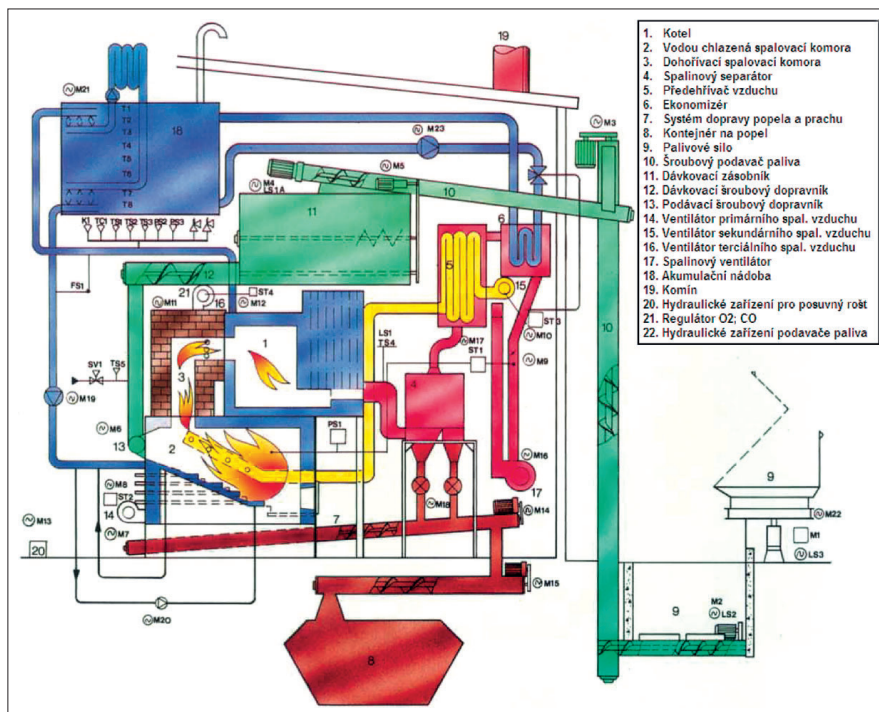 19
1. Kotel
2. Vodou chlazená spalovací komora
3. Dohořívací spalovací komora
4. Spalinový separátor
5. Předehřívač vzduchu
6. Ekonomizér
7. Systém dopravy popela a prachu
8. Kontejnér na popel
9. Palivové silo
10. Šroubový podavač paliva
11. Dávkovací zásobník
12. Dávkovací šroubový dopravník
13. Podávací šroubový dopravník
14. Ventilátor primárního spal. vzduchu
15. Ventilátor sekundárního spal. vzduchu
16. Ventilátor terciálního spal. vzduchu
17. Spalinový ventilátor
18. Akumulační nádoba
19. Komín
20. Hydraulické zařízení pro posuvný rošt
21. Regulátor O2; CO
22. Hydraulické zařízení podavače paliva
M21
T1
T2
T3
T4
T5
T6
T7
T8
18
M23
M3
M5
M4
LS1A
10
11
K1 TC1 TS1 TS2 TS3 PS2 PS3
6
5
12
FS1
21
ST4
M11
16
M12
15
ST3
M10
LS1
TS4
M17
ST1
M9
1
3
4
10
SV1
TS5
M19
M6
13
2
PS1
M16
17
9
M8
ST2
14
M7
M13
20
7
M18
M14
M22
M1
LS3
M15
M20
M2
LS2
9
8